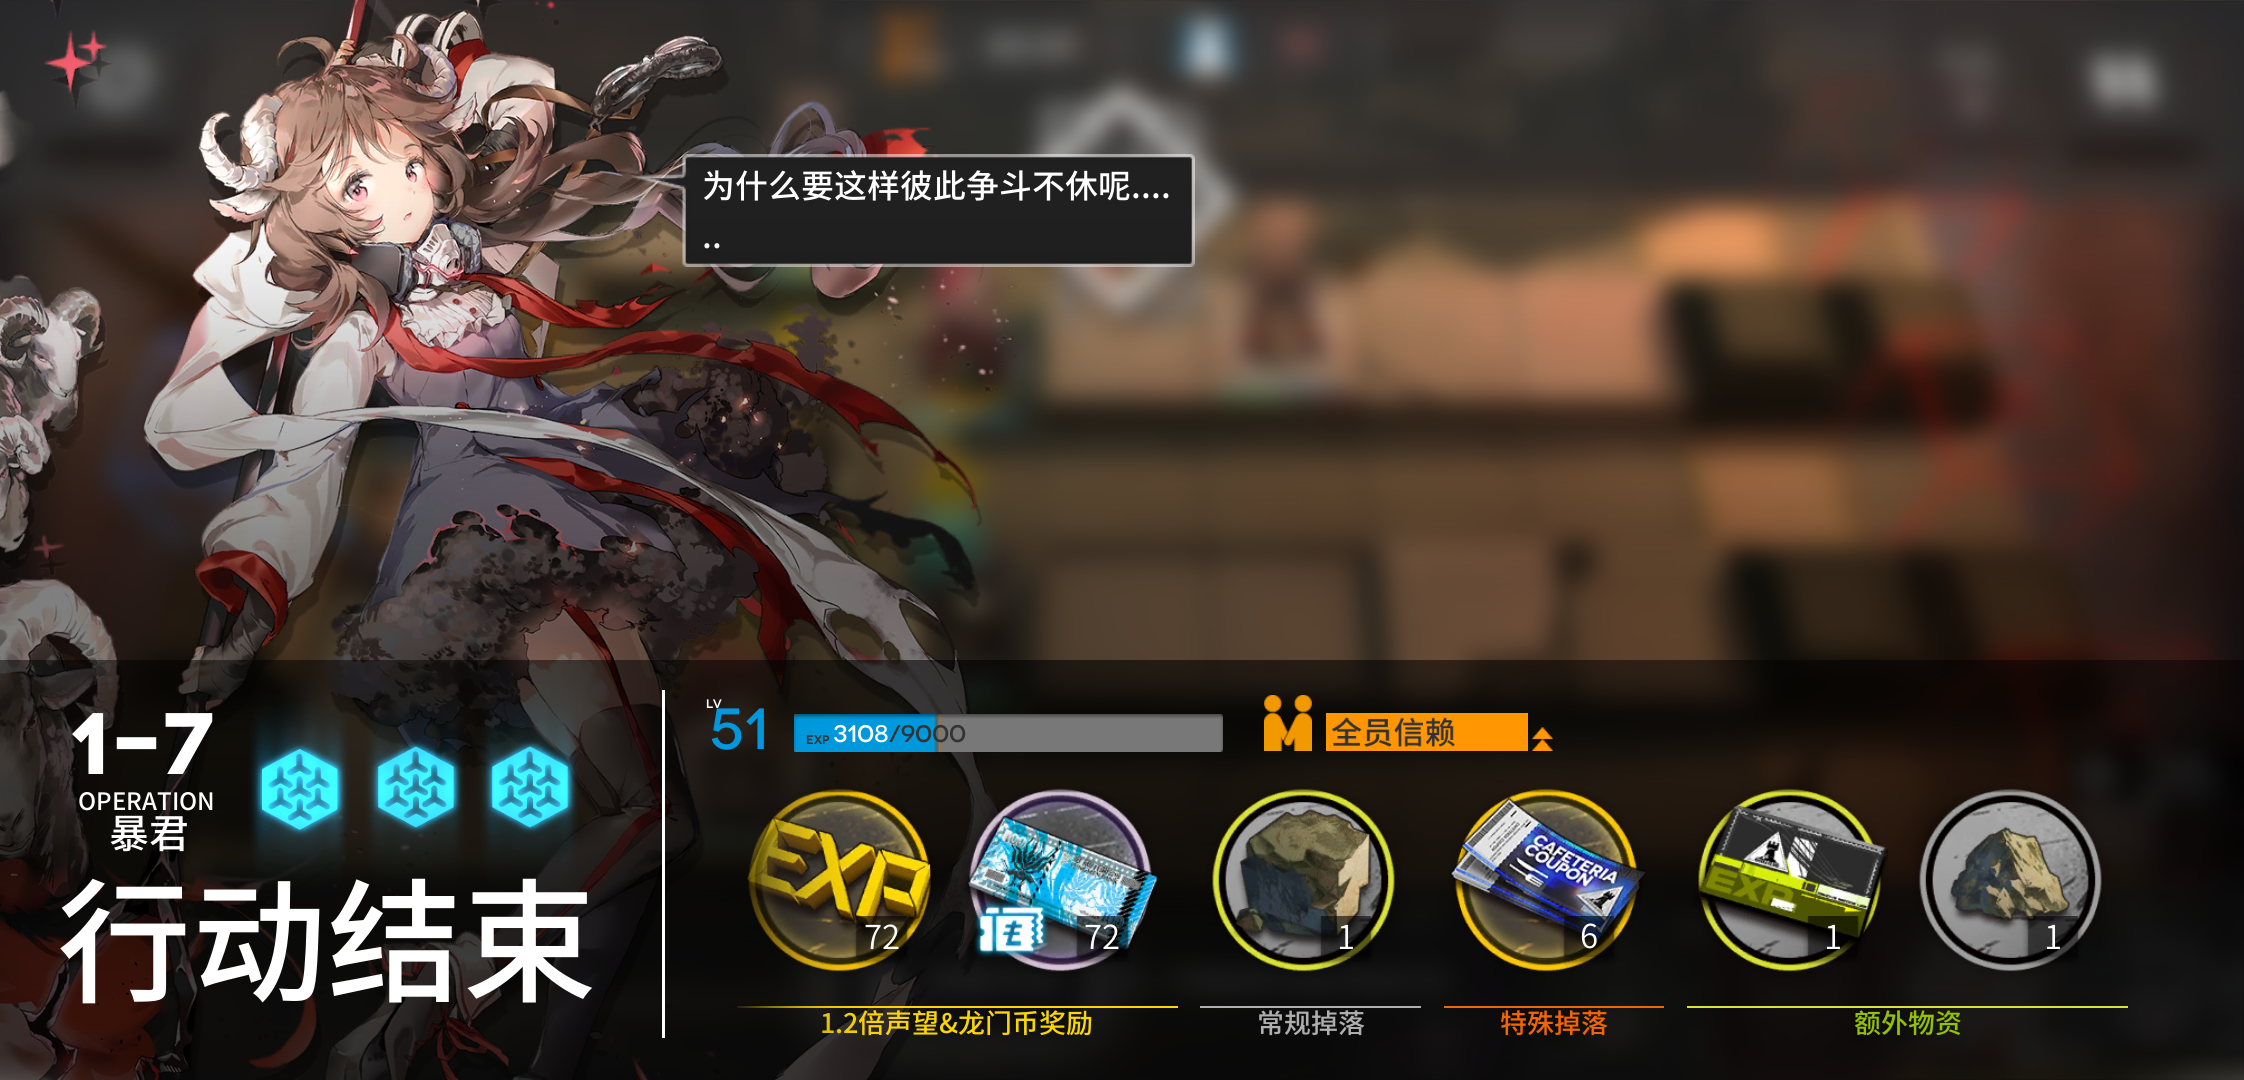 为什么要这样彼此争斗不休呢....
..
1-7
OPERATION
暴君
行动结束
LV
51
EXP 3108/9000
全员信赖
EXP
72
72
1
CAFETERIA
COUPON
6
EXP
1
1
1.2倍声望&龙门币奖励
常规掉落
特殊掉落
额外物资